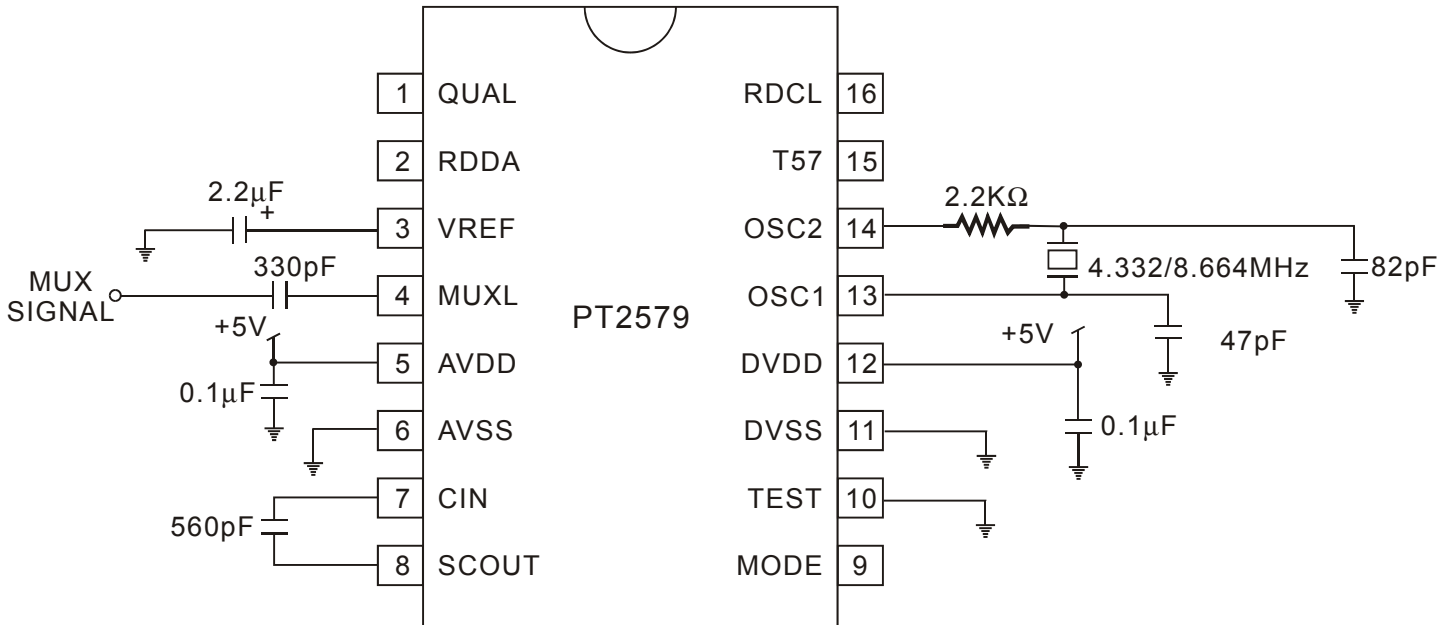 1 QUAL RDCL 16
2 RDDA T57 15
2.2μF
+
3 VREF OSC2 14
2.2KΩ
330pF
MUX
SIGNAL
4 MUXL OSC1 13
4.332/8.664MHz
82pF
PT2579
+5V
5 AVDD DVDD 12
+5V
47pF
0.1μF
6 AVSS DVSS 11
0.1μF
7 CIN TEST 10
560pF
8 SCOUT MODE 9